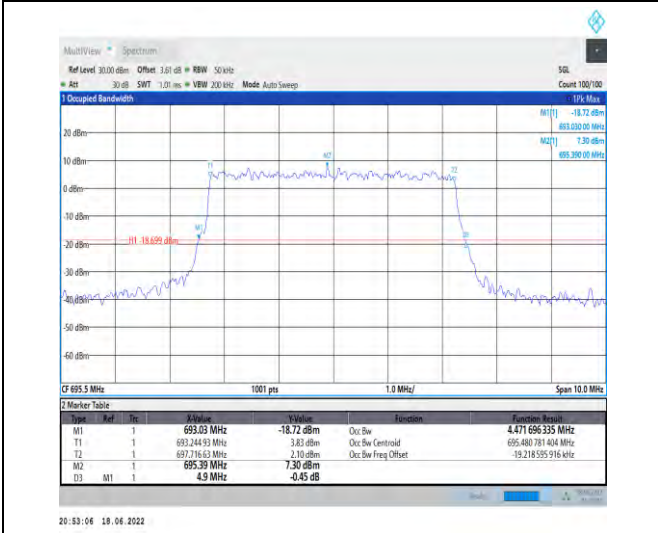 MultiView Spectrum
Ref Level 30.00 dBm Offset 3.61 dB RBW 50 kHz SGL
Att 30 dB SWT 1.01 ms VBW 200 kHz Mode Auto Sweep Count 100/100
1 Occupied Bandwidth 1Pk Max
M1[1] -18.72 dBm
693.030 00 MHz
M2[1] 7.30 dBm
695.390 00 MHz
20 dBm
10 dBm
0 dBm
-10 dBm
-20 dBm
-30 dBm
-40 dBm
-50 dBm
-60 dBm
T1
M2
T2
M1
H1 -18.699 dBm
CF 695.5 MHz 1001 pts 1.0 MHz/ Span 10.0 MHz
2 Marker Table
Type Ref Trc X-Value Y-Value Function Function Result
M1 1 693.03 MHz -18.72 dBm Occ Bw 4.471 696 335 MHz
T1 1 693.244 93 MHz 3.83 dBm Occ Bw Centroid 695.480 781 404 MHz
T2 1 697.716 63 MHz 2.10 dBm Occ Bw Freq Offset -19.218 595 916 kHz
M2 1 695.39 MHz 7.30 dBm
D3 M1 1 4.9 MHz -0.45 dB
20:53:06 18.06.2022